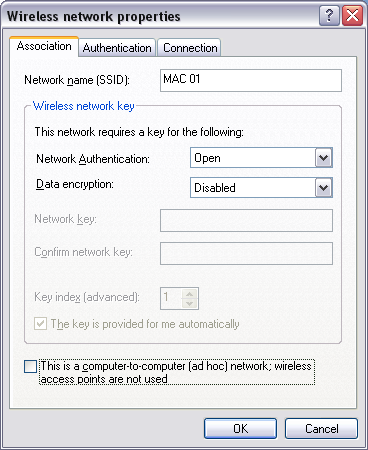 Wireless network properties
Association Authentication Connection
Network name (SSID): MAC 01
Wireless network key
This network requires a key for the following:
Network Authentication: Open
Data encryption: Disabled
Network key:
Confirm network key:
Key index (advanced): 1
The key is provided for me automatically
This is a computer-to-computer (ad hoc) network; wireless
access points are not used
OK Cancel